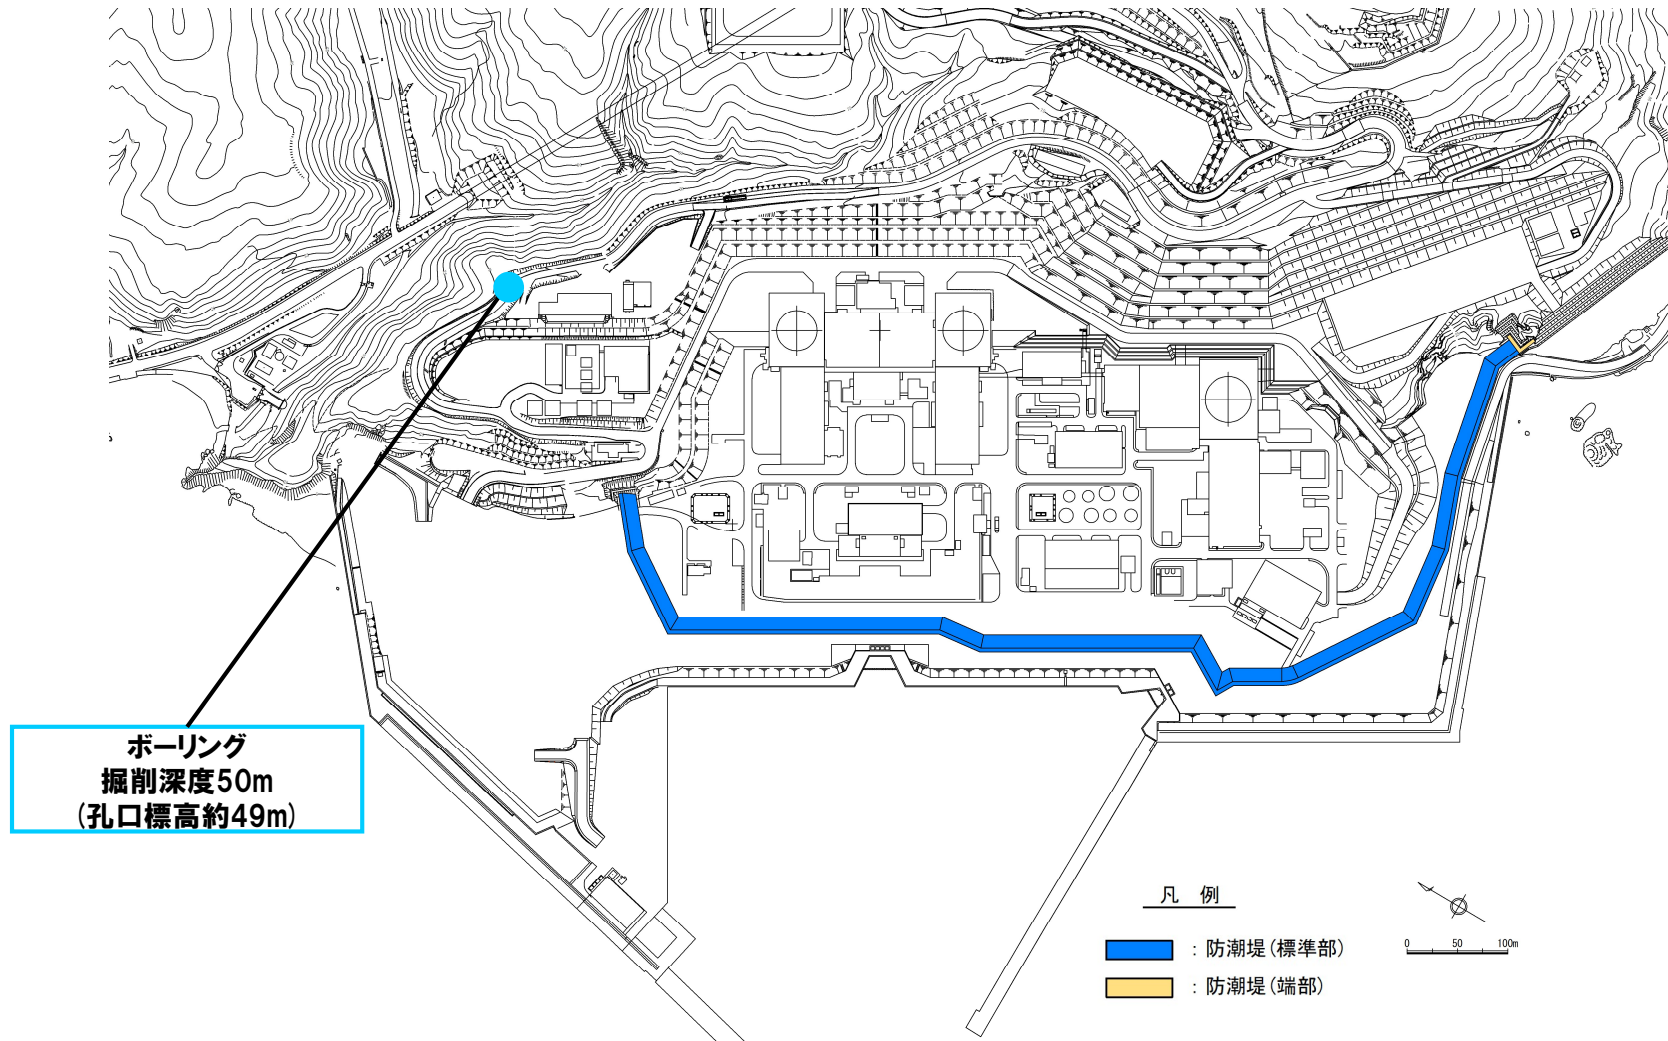 ボーリング
掘削深度50m
(孔口標高約49m)
凡　例
：防潮堤(標準部)
：防潮堤(端部)
0 50 100m